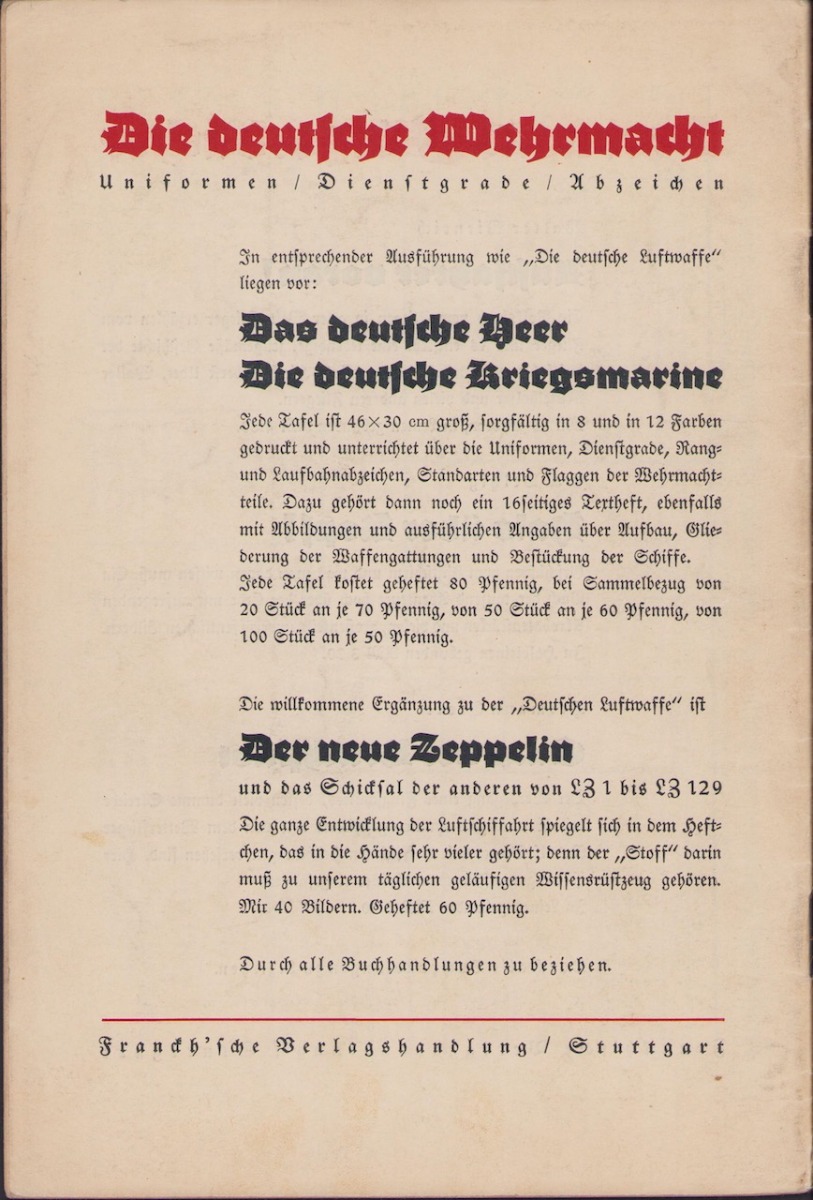 Die deutsche Wehrmacht
Uniformen / Dienstgrade / Abzeichen
In entsprechender Ausführung wie „Die deutsche Luftwaffe“
liegen vor:
Das deutsche Heer
Die deutsche Kriegsmarine
Jede Tafel ist 46×30 cm groß, sorgfältig in 8 und in 12 Farben
gedruckt und unterrichtet über die Uniformen, Dienstgrade, Rang-
und Laufbahnabzeichen, Standarten und Flaggen der Wehrmacht-
teile. Dazu gehört dann noch ein 16seitiges Textheft, ebenfalls
mit Abbildungen und ausführlichen Angaben über Aufbau, Glie-
derung der Waffengattungen und Bestückung der Schiffe.
Jede Tafel kostet geheftet 80 Pfennig, bei Sammelbezug von
20 Stück an je 70 Pfennig, von 50 Stück an je 60 Pfennig, von
100 Stück an je 50 Pfennig.
Die willkommene Ergänzung zu der „Deutschen Luftwaffe“ ist
Der neue Zeppelin
und das Schicksal der anderen von LZ 1 bis LZ 129
Die ganze Entwicklung der Luftschiffahrt spiegelt sich in dem Heft-
chen, das in die Hände sehr vieler gehört; denn der „Stoff“ darin
muß zu unserem täglichen geläufigen Wissensrüstzeug gehören.
Mit 40 Bildern. Geheftet 60 Pfennig.
Durch alle Buchhandlungen zu beziehen.
Franckh’sche Verlagshandlung / Stuttgart